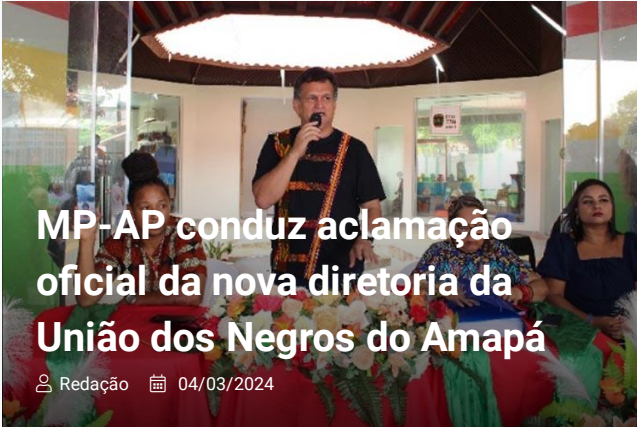 MP-AP conduz aclamação
oficial da nova diretoria da
União dos Negros do Amapá
Redação 04/03/2024